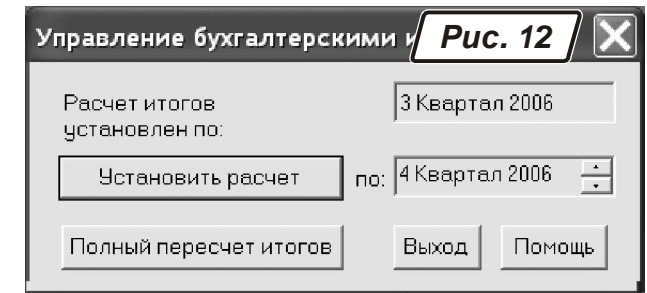 Управление бухгалтерскими и
Рис. 12
Расчет итогов
установлен по:
3 Квартал 2006
Установить расчет
по:
4 Квартал 2006
Полный пересчет итогов
Выход
Помощь